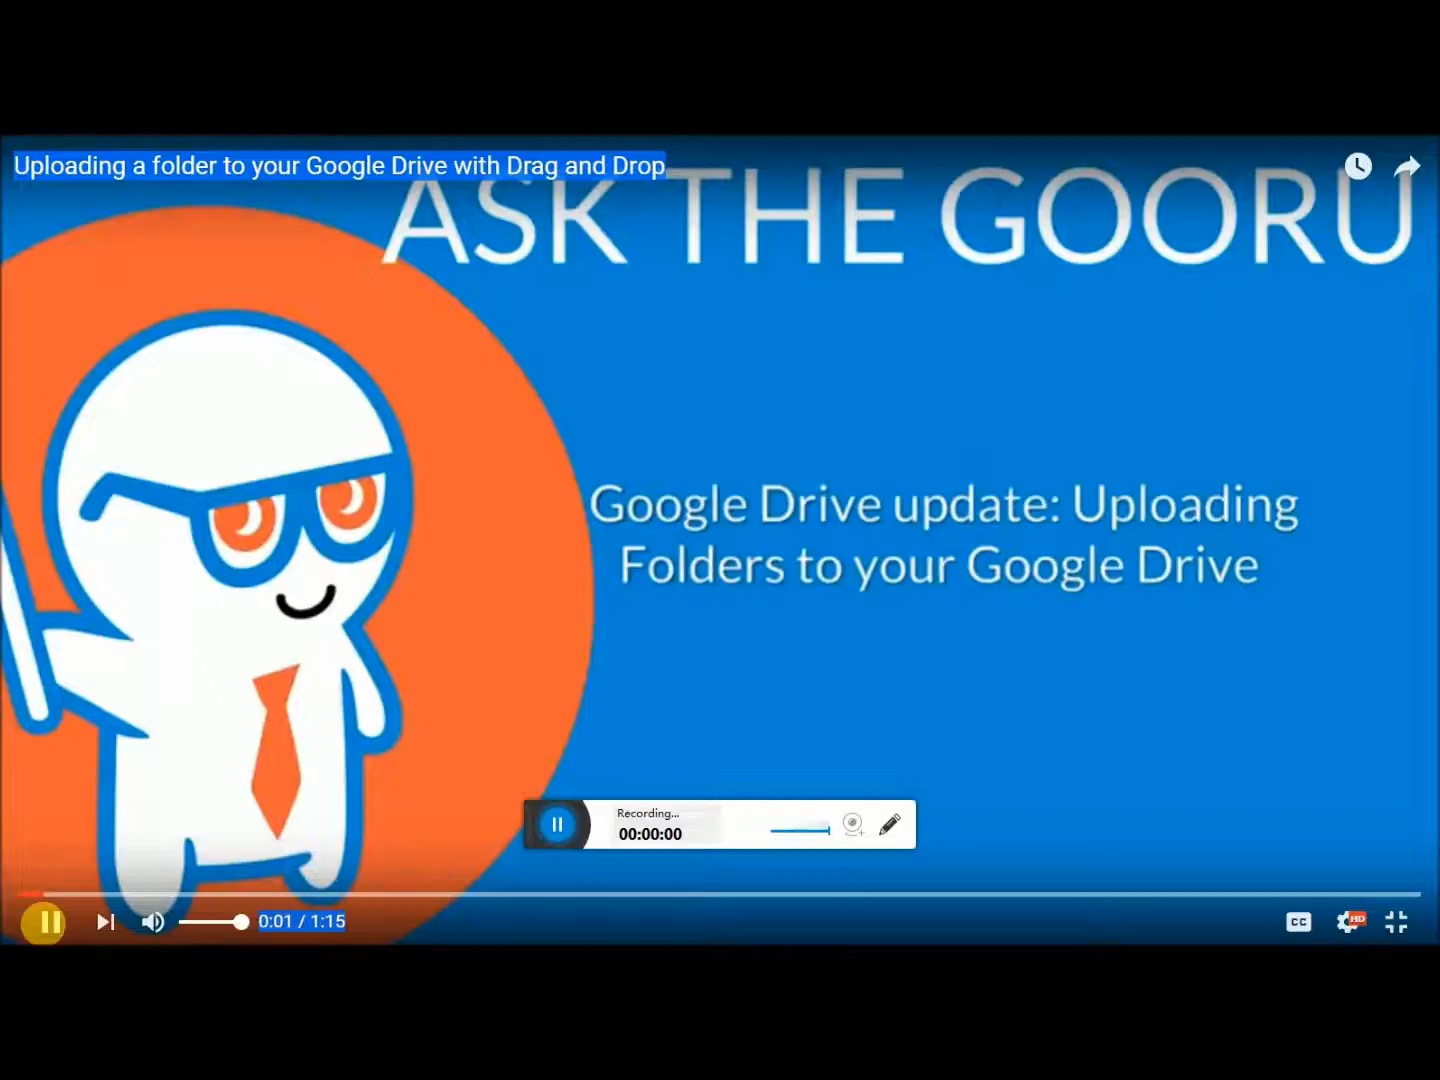 Uploading a folder to your Google Drive with Drag and Drop
ASK THE GOORU
Google Drive update: Uploading
Folders to your Google Drive
Recording...
00:00:00
0:01 / 1:15
CC
HD